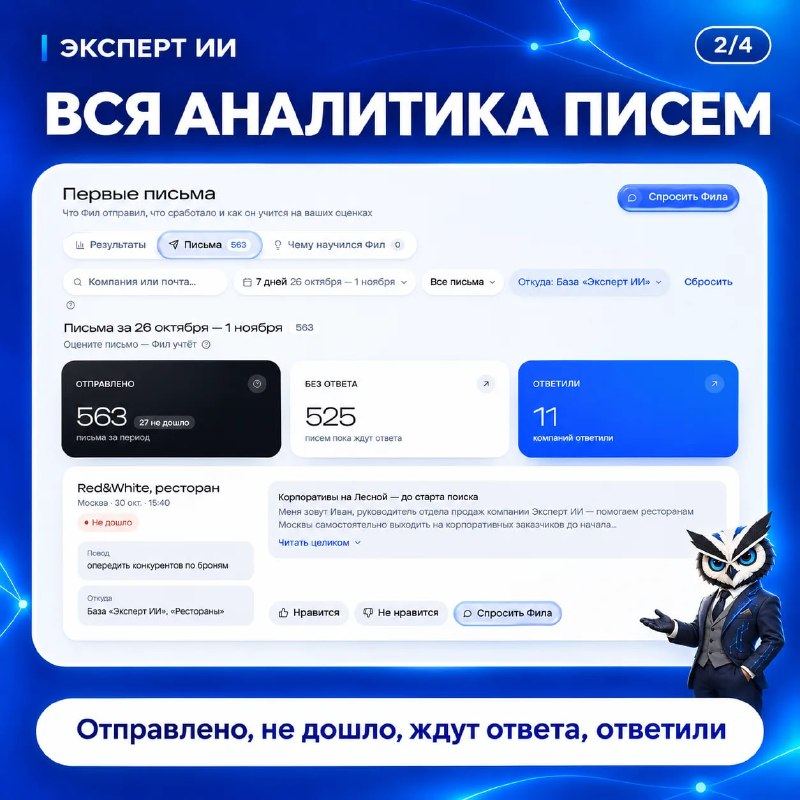 ЭКСПЕРТ ИИ
2/4
ВСЯ АНАЛИТИКА ПИСЕМ
Первые письма
Что Фил отправил, что сработало и как он учится на ваших оценках
Спросить Фила
Результаты
Письма 563
Чему научился Фил 0
Компания или почта...
7 дней 26 октября — 1 ноября
Все письма
Откуда: База «Эксперт ИИ»
Сбросить
Письма за 26 октября — 1 ноября 563
Оцените письмо — Фил учтёт
ОТПРАВЛЕНО
563 27 не дошло
письма за период
БЕЗ ОТВЕТА
525
писем пока ждут ответа
ОТВЕТИЛИ
11
компаний ответили
Red&White, ресторан
Москва · 30 окт. · 15:40
Не дошло
Повод
опередить конкурентов по броням
Откуда
База «Эксперт ИИ», «Рестораны»
Корпоративы на Лесной — до старта поиска
Меня зовут Иван, руководитель отдела продаж компании Эксперт ИИ — помогаем ресторанам
Москвы самостоятельно выходить на корпоративных заказчиков до начала...
Читать целиком
Нравится
Не нравится
Спросить Фила
Отправлено, не дошло, ждут ответа, ответили